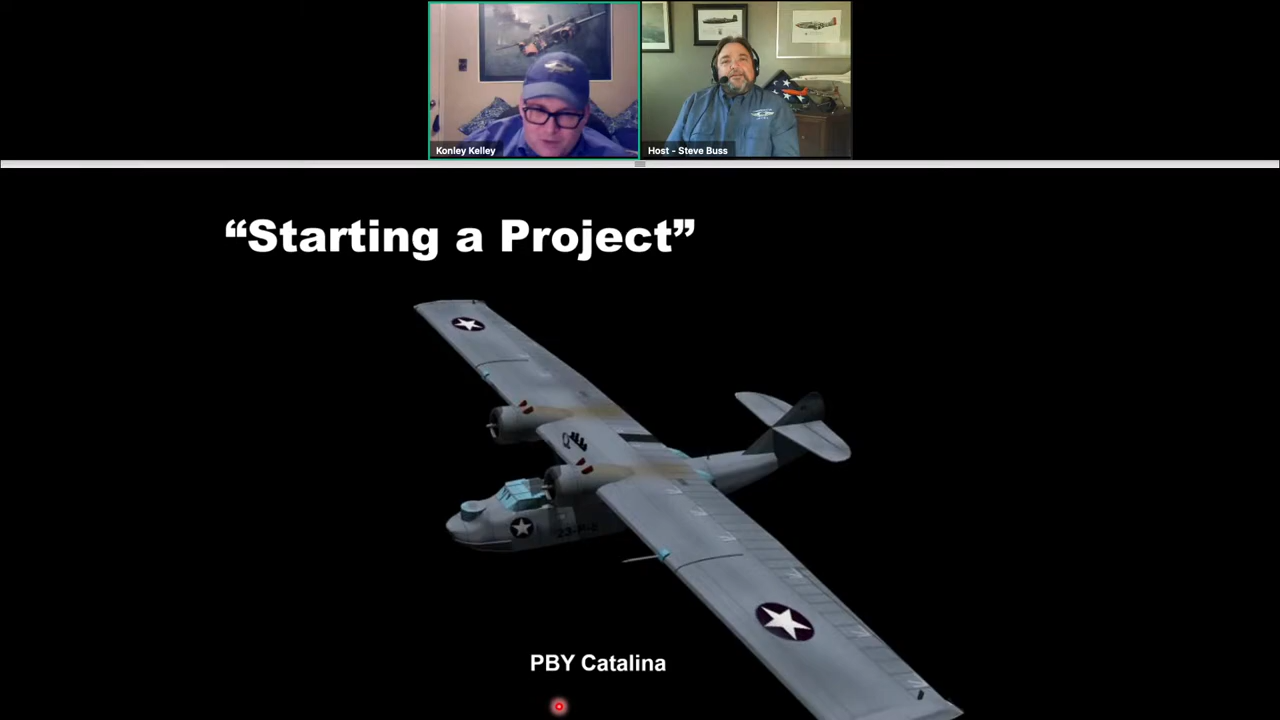 Konley Kelley
Host - Steve Buss
“Starting a Project”
PBY Catalina